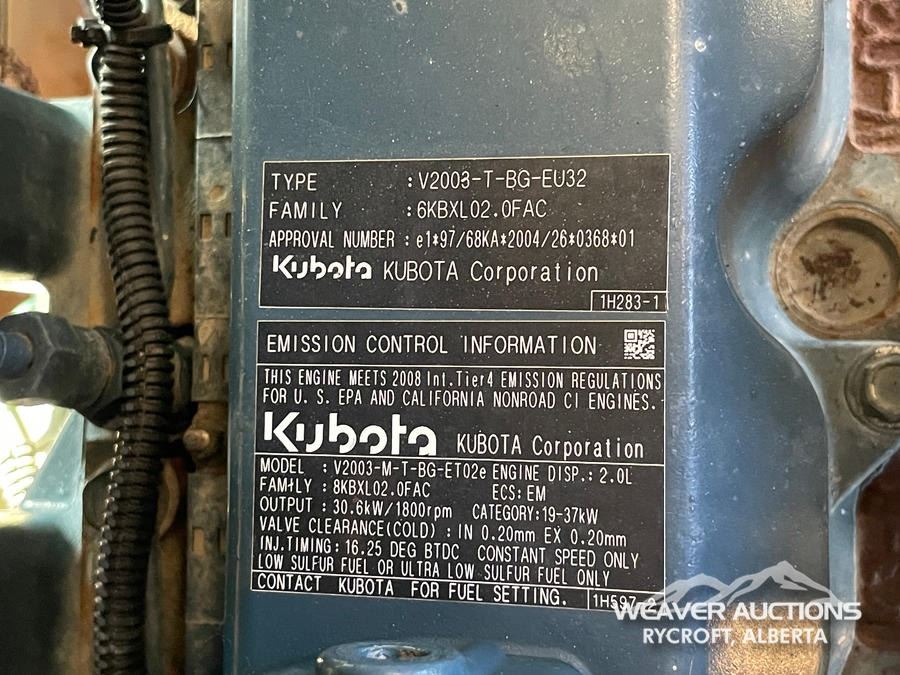 TYPE : V2003-T-BG-EU32
FAMILY : 6KBXL02.0FAC
APPROVAL NUMBER : e1*97/68KA*2004/26*0368*01
Kubota KUBOTA Corporation
1H283-1
EMISSION CONTROL INFORMATION
THIS ENGINE MEETS 2008 Int.Tier4 EMISSION REGULATIONS
FOR U. S. EPA AND CALIFORNIA NONROAD CI ENGINES.
Kubota KUBOTA Corporation
MODEL : V2003-M-T-BG-ET02e ENGINE DISP.: 2.0L
FAMILY : 8KBXL02.0FAC ECS: EM
OUTPUT : 30.6kW/1800rpm CATEGORY:19-37kW
VALVE CLEARANCE(COLD) : IN 0.20mm EX 0.20mm
INJ.TIMING: 16.25 DEG BTDC CONSTANT SPEED ONLY
LOW SULFUR FUEL OR ULTRA LOW SULFUR FUEL ONLY
CONTACT KUBOTA FOR FUEL SETTING.
WEAVER AUCTIONS
RYCROFT, ALBERTA